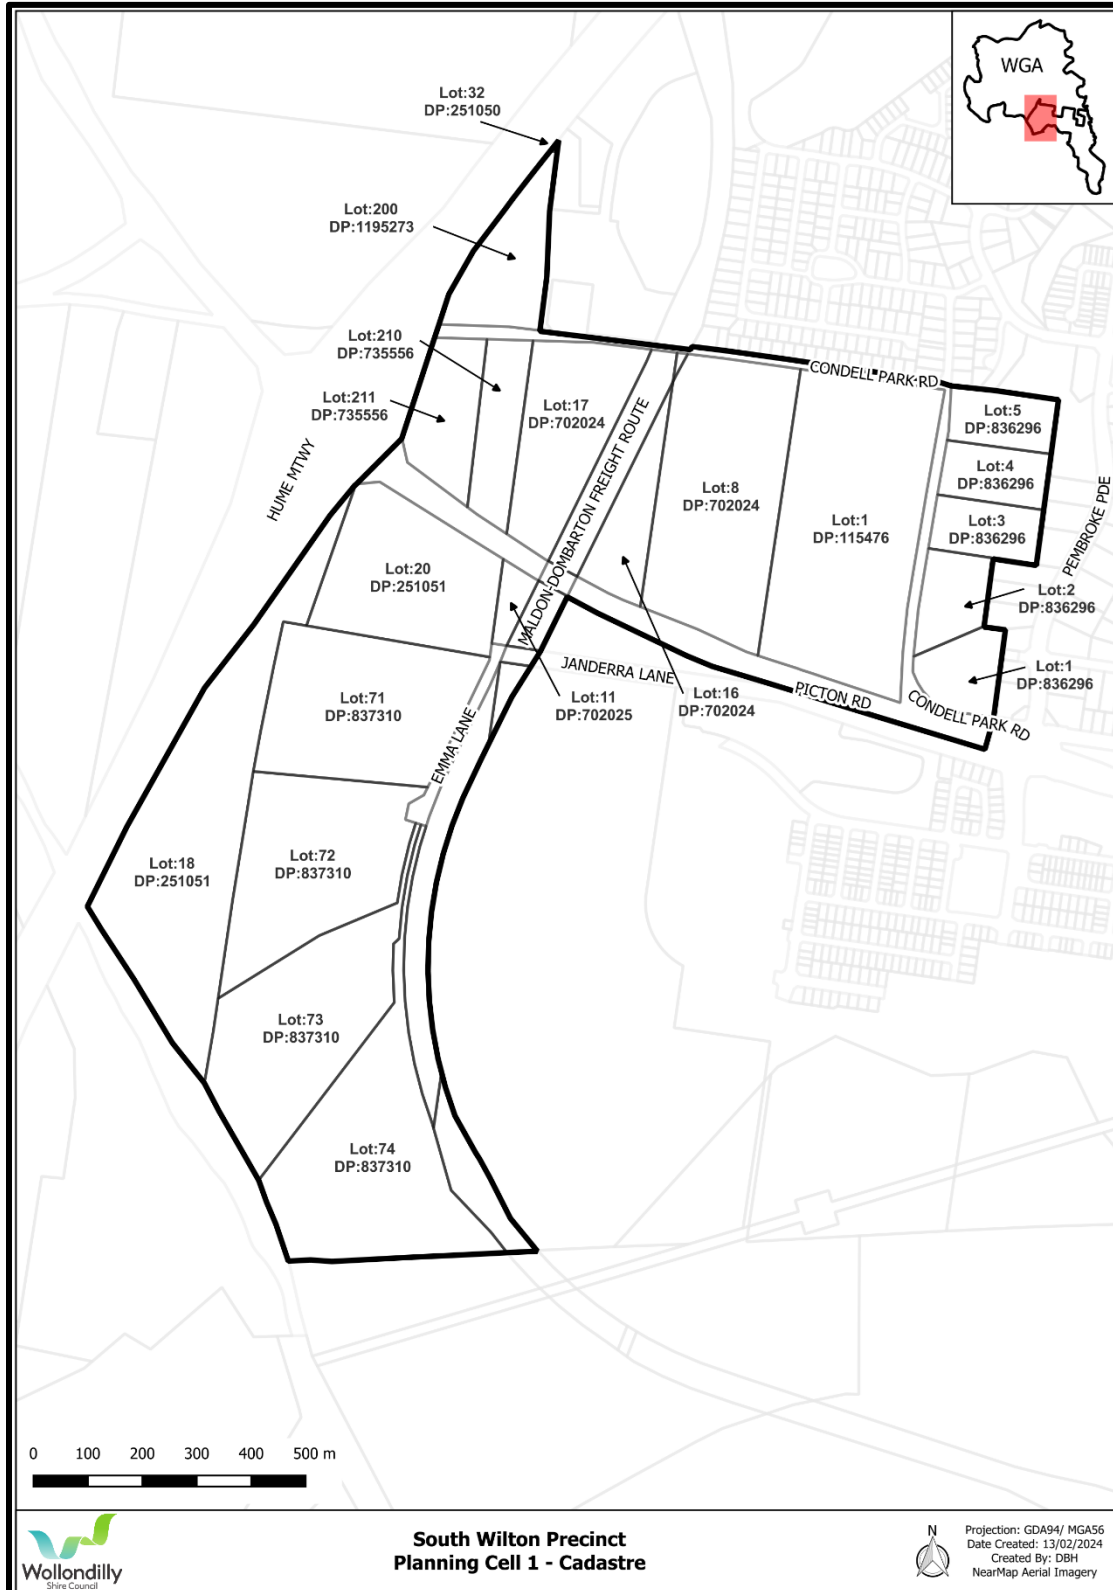 WGA
Lot:32
DP:251050
Lot:200
DP:1195273
Lot:210
DP:735556
Lot:211
DP:735556
Lot:17
DP:702024
CONDELL PARK RD
Lot:5
DP:836296
Lot:4
DP:836296
Lot:3
DP:836296
Lot:2
DP:836296
Lot:1
DP:836296
Lot:8
DP:702024
Lot:1
DP:115476
HUME MTWY
MALDON-DOMBARTON FREIGHT ROUTE
PEMBROKE PDE
Lot:20
DP:251051
JANDERRA LANE
Lot:11
DP:702025
Lot:16
DP:702024
PICTON RD
CONDELL PARK RD
Lot:71
DP:837310
EMMA LANE
Lot:18
DP:251051
Lot:72
DP:837310
Lot:73
DP:837310
Lot:74
DP:837310
0 100 200 300 400 500 m
Wollondilly
Shire Council
South Wilton Precinct
Planning Cell 1 - Cadastre
N
Projection: GDA94/ MGA56
Date Created: 13/02/2024
Created By: DBH
NearMap Aerial Imagery